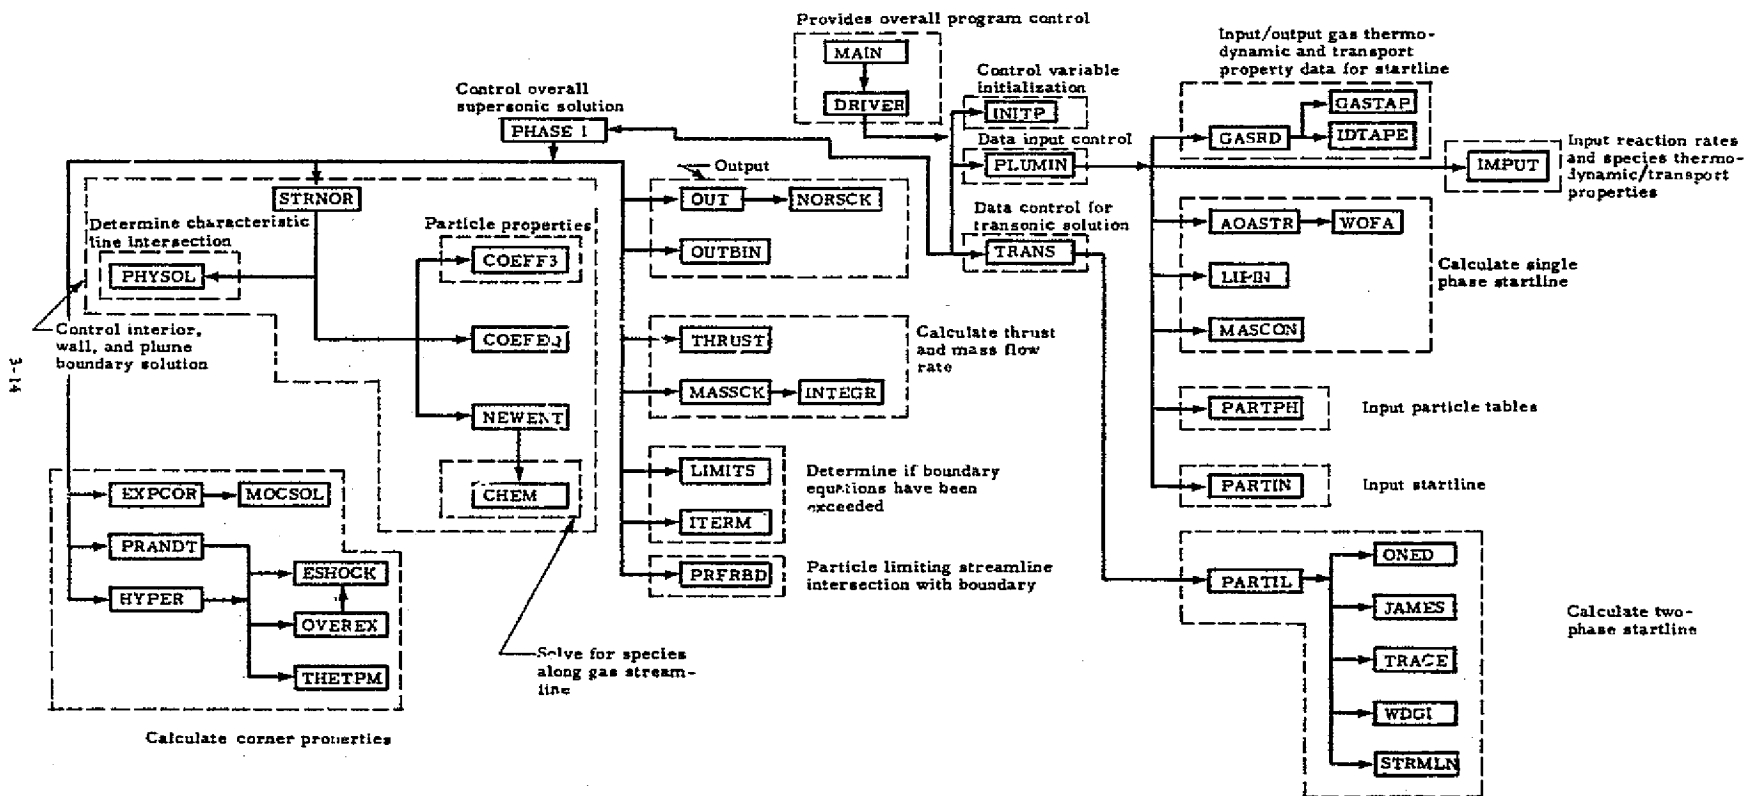 Provides overall program control
MAIN
DRIVER
Control overall
supersonic solution
PHASE 1
Control variable
initialization
INITP
Data input control
PLUMIN
Data control for
transonic solution
TRANS
Input/output gas thermo-
dynamic and transport
property data for startline
GASRD
GASTAP
IDTAPE
Input reaction rates
and species thermo-
dynamic/transport
properties
IMPUT
AOASTR
WOFA
LIPIN
MASCON
Calculate single
phase startline
PARTPH
Input particle tables
PARTIN
Input startline
PARTIL
ONED
JAMES
TRACE
WDGI
STRMLN
Calculate two-
phase startline
STRNOR
Determine characteristic
line intersection
PHYSOL
Particle properties
COEFF3
NEWENT
CHEM
Control interior,
wall, and plume
boundary solution
Solve for species
along gas stream-
line
Output
OUT
NORSCK
OUTBIN
THRUST
MASSCK
INTEGR
Calculate thrust
and mass flow
rate
LIMITS
ITERM
Determine if boundary
equations have been
exceeded
PRFRBD
Particle limiting streamline
intersection with boundary
EXPCOR
MOCSOL
PRANDT
HYPER
ESHOCK
OVEREX
THETPM
Calculate corner properties
3-14